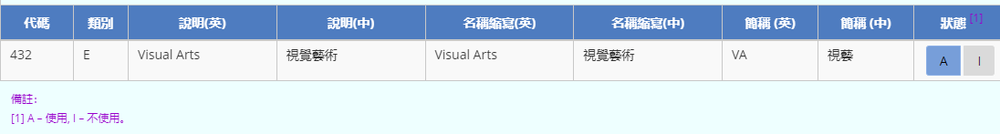 代碼 類別 說明(英) 說明(中) 名稱縮寫(英) 名稱縮寫(中) 簡稱 (英) 簡稱 (中) 狀態 [1]
432 E Visual Arts 視覺藝術 Visual Arts 視覺藝術 VA 視藝 A I
備註:
[1] A – 使用, I – 不使用。